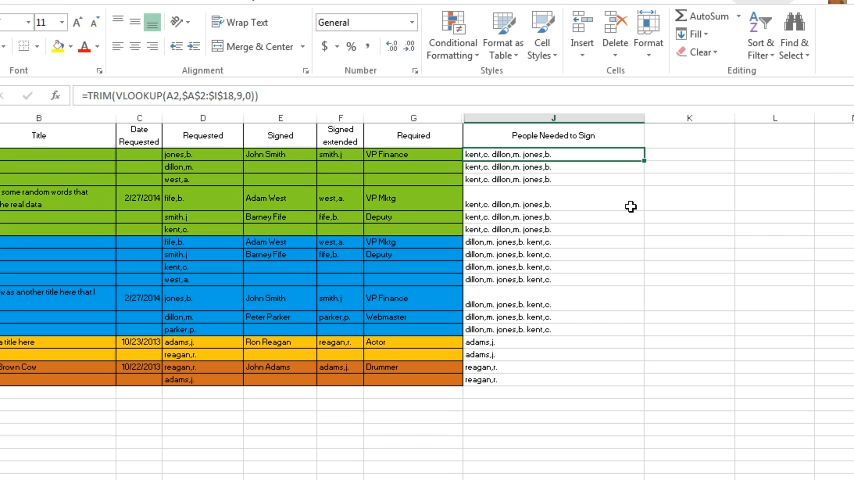 11 Wrap Text General AutoSum
Fill
Merge & Center $ % Conditional Formatting Format as Table Cell Styles Insert Delete Format Clear Sort & Filter Find & Select
Font Alignment Number Styles Cells Editing
fx =TRIM(VLOOKUP(A2,$A$2:$I$18,9,0))
B C D E F G J K L
Title Date Requested Requested Signed Signed extended Required People Needed to Sign
jones,b. John Smith smith.j VP Finance kent,c. dillon,m. jones,b.
dillon,m. kent,c. dillon,m. jones,b.
west,a. kent,c. dillon,m. jones,b.
some random words that
he real data 2/27/2014 fife,b. Adam West west,a. VP Mktg kent,c. dillon,m. jones,b.
smith.j Barney Fife fife,b. Deputy kent,c. dillon,m. jones,b.
kent,c. kent,c. dillon,m. jones,b.
fife,b. Adam West west,a. VP Mktg dillon,m. jones,b. kent,c.
smith.j Barney Fife fife,b. Deputy dillon,m. jones,b. kent,c.
kent,c. dillon,m. jones,b. kent,c.
west,a. dillon,m. jones,b. kent,c.
was another title here that I
2/27/2014 jones,b. John Smith smith.j VP Finance dillon,m. jones,b. kent,c.
dillon,m. Peter Parker parker,p. Webmaster dillon,m. jones,b. kent,c.
parker,p. dillon,m. jones,b. kent,c.
a title here 10/23/2013 adams,j. Ron Reagan reagan,r. Actor adams,j.
reagan,r. adams,j.
Brown Cow 10/22/2013 reagan,r. John Adams adams,j. Drummer reagan,r.
adams,j. reagan,r.